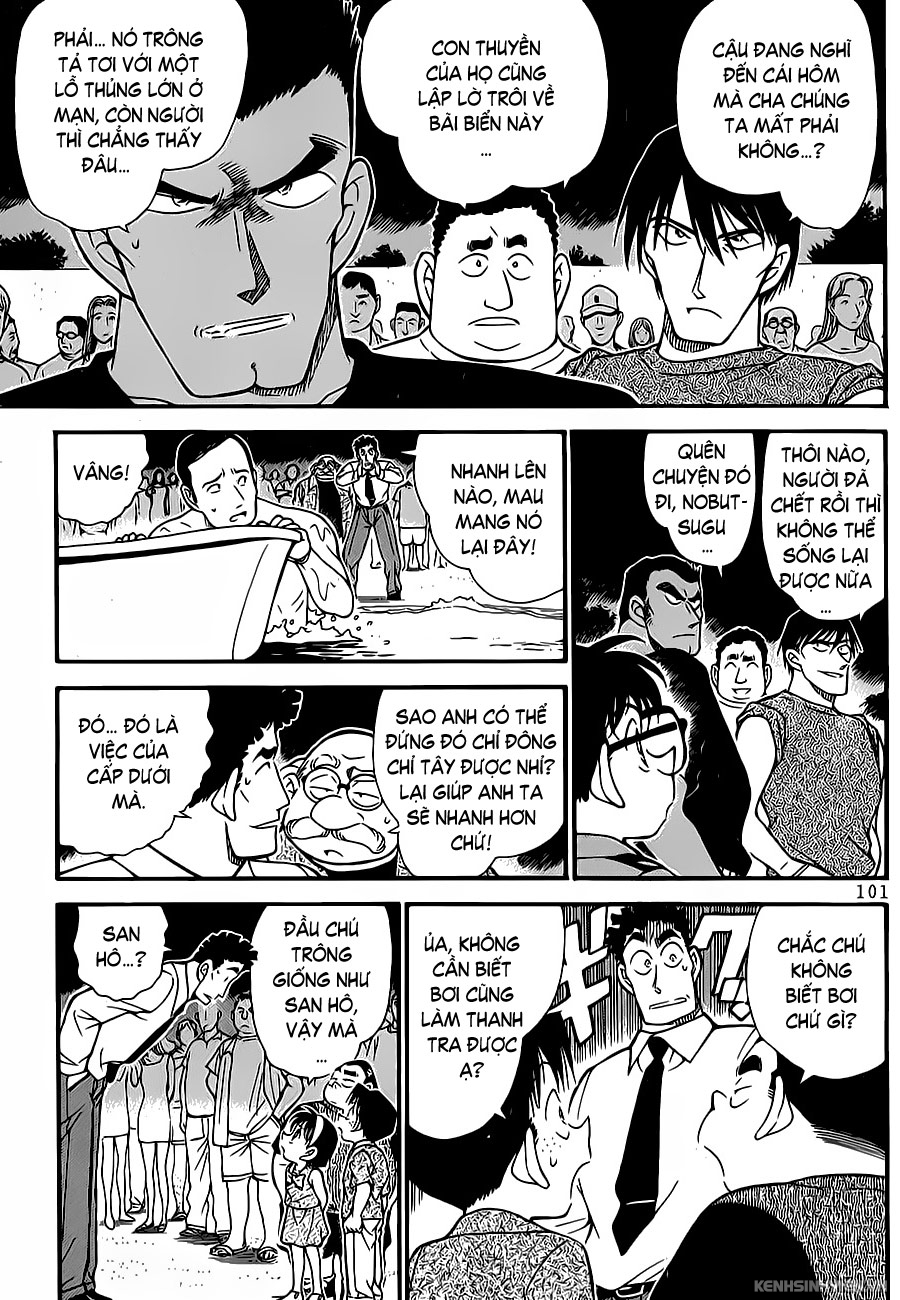 CẬU ĐANG NGHĨ
ĐẾN CÁI HÔM
MÀ CHA CHÚNG
TA MẤT PHẢI
KHÔNG...?
CON THUYỀN
CỦA HỌ CŨNG
LẬP LỜ TRÔI VỀ
BÃI BIỂN NÀY
...
PHẢI... NÓ TRÔNG
TẢ TƠI VỚI MỘT
LỖ THỦNG LỚN Ở
MẠN, CÒN NGƯỜI
THÌ CHẲNG THẤY
ĐÂU...
THÔI NÀO,
NGƯỜI ĐÃ
CHẾT RỒI THÌ
KHÔNG THỂ
SỐNG LẠI
ĐƯỢC NỮA
...
QUÊN
CHUYỆN ĐÓ
ĐI, NOBUT-
SUGU
...
NHANH LÊN
NÀO, MAU
MANG NÓ
LẠI ĐÂY!
VÂNG!
SAO ANH CÓ THỂ
ĐỨNG ĐÓ CHỈ ĐÔNG
CHỈ TÂY ĐƯỢC NHỈ?
LẠI GIÚP ANH TA
SẼ NHANH HƠN
CHỨ!
ĐÓ... ĐÓ LÀ
VIỆC CỦA
CẤP DƯỚI
MÀ.
101
CHẮC CHÚ
KHÔNG
BIẾT BƠI
CHỨ GÌ?
ỦA, KHÔNG
CẦN BIẾT
BƠI CŨNG
LÀM THANH
TRA ĐƯỢC
Ạ?
ĐẦU CHÚ
TRÔNG
GIỐNG NHƯ
SAN HÔ,
VẬY MÀ
...
SAN
HÔ...?